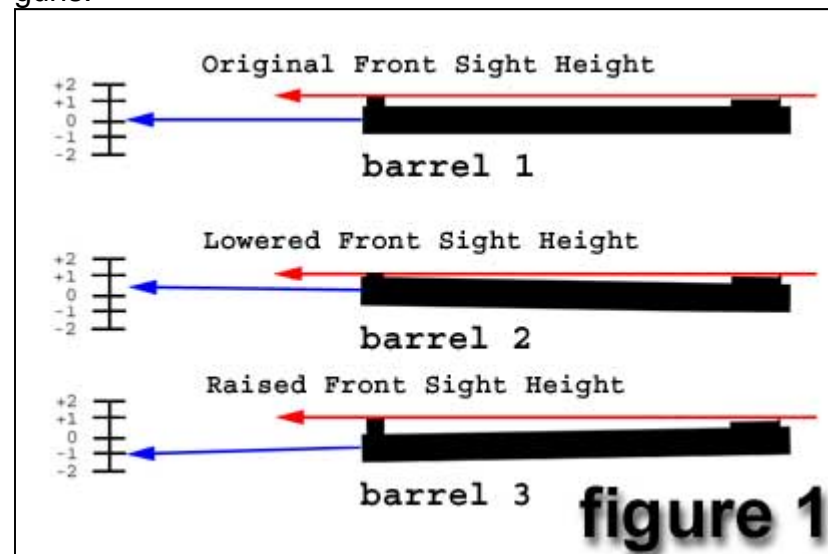 Original Front Sight Height
+2
+1
0
-1
-2
barrel 1
Lowered Front Sight Height
+2
+1
0
-1
-2
barrel 2
Raised Front Sight Height
+2
+1
0
-1
-2
barrel 3
figure 1